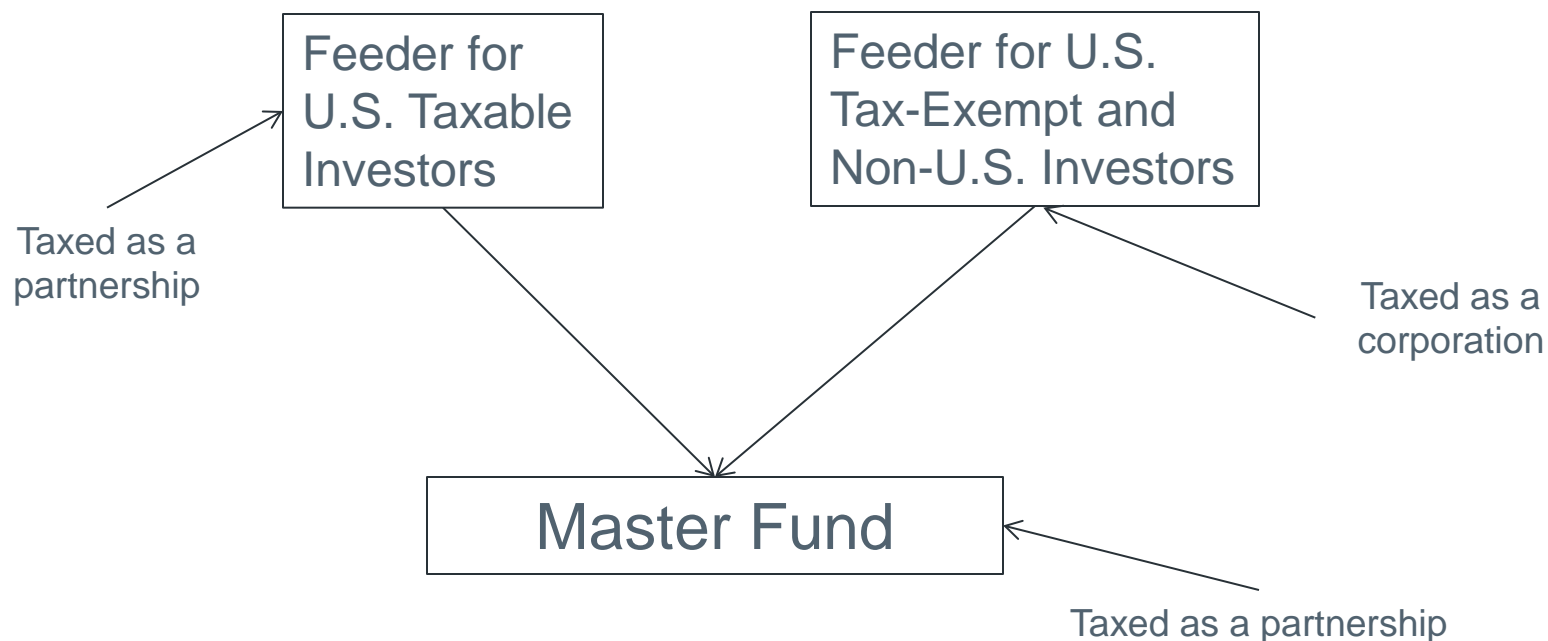 Feeder for
U.S. Taxable
Investors
Feeder for U.S.
Tax-Exempt and
Non-U.S. Investors
Taxed as a
partnership
Taxed as a
corporation
Master Fund
Taxed as a partnership